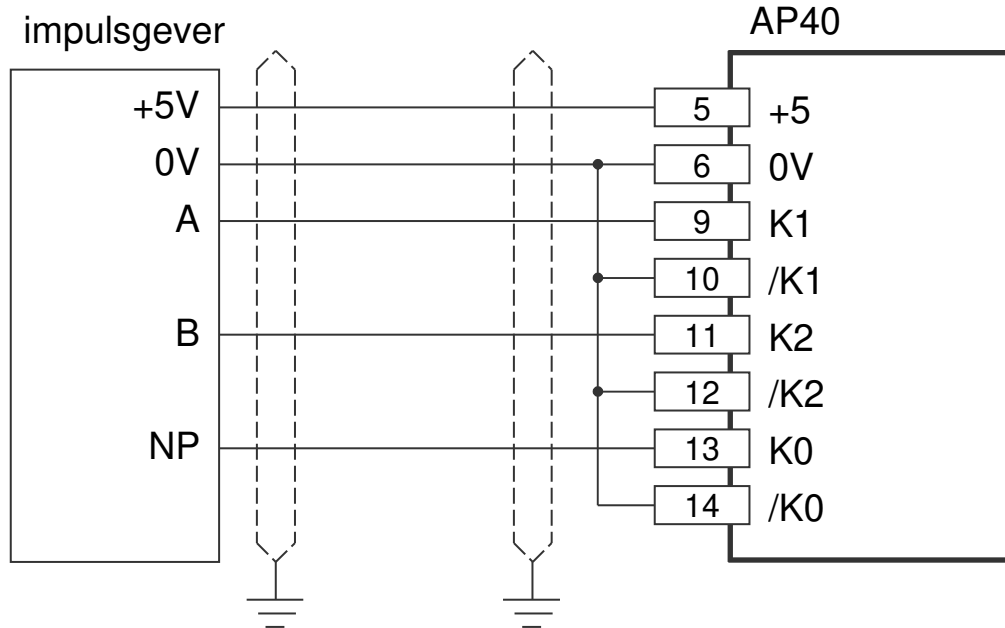 impulsgever
AP40
+5V 5 +5
0V 6 0V
A 9 K1
10 /K1
B 11 K2
12 /K2
NP 13 K0
14 /K0